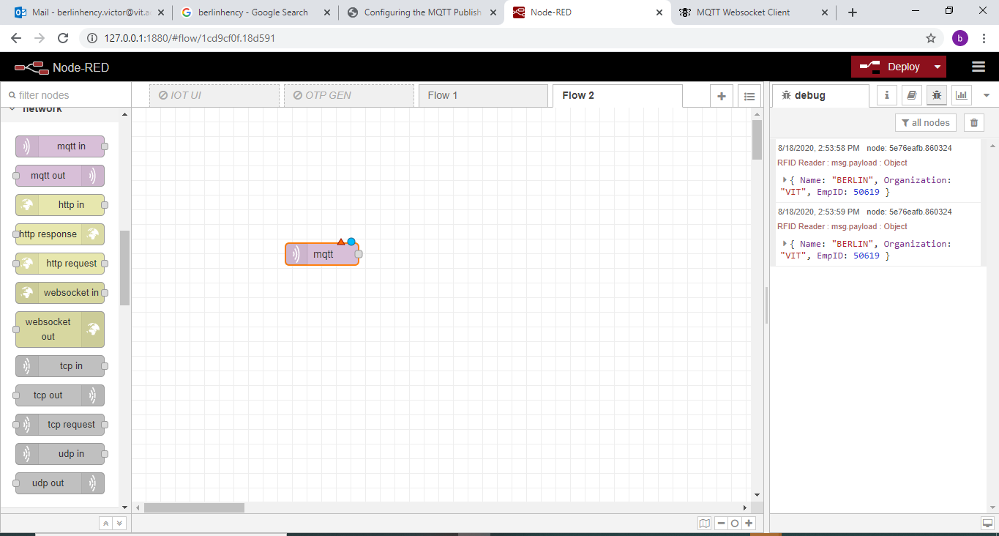 Mail - berlinhency.victor@vit.a
berlinhency - Google Search
Configuring the MQTT Publish
Node-RED
MQTT Websocket Client
127.0.0.1:1880/#flow/1cd9cf0f.18d591
b
Node-RED
Deploy
filter nodes
IOT UI
OTP GEN
Flow 1
Flow 2
debug
i
network
all nodes
mqtt in
mqtt out
http in
http response
http request
websocket in
websocket
out
tcp in
tcp out
tcp request
udp in
udp out
mqtt
8/18/2020, 2:53:58 PM node: 5e76eafb.860324
RFID Reader : msg.payload : Object
{ Name: "BERLIN", Organization:
"VIT", EmpID: 50619 }
8/18/2020, 2:53:59 PM node: 5e76eafb.860324
RFID Reader : msg.payload : Object
{ Name: "BERLIN", Organization:
"VIT", EmpID: 50619 }